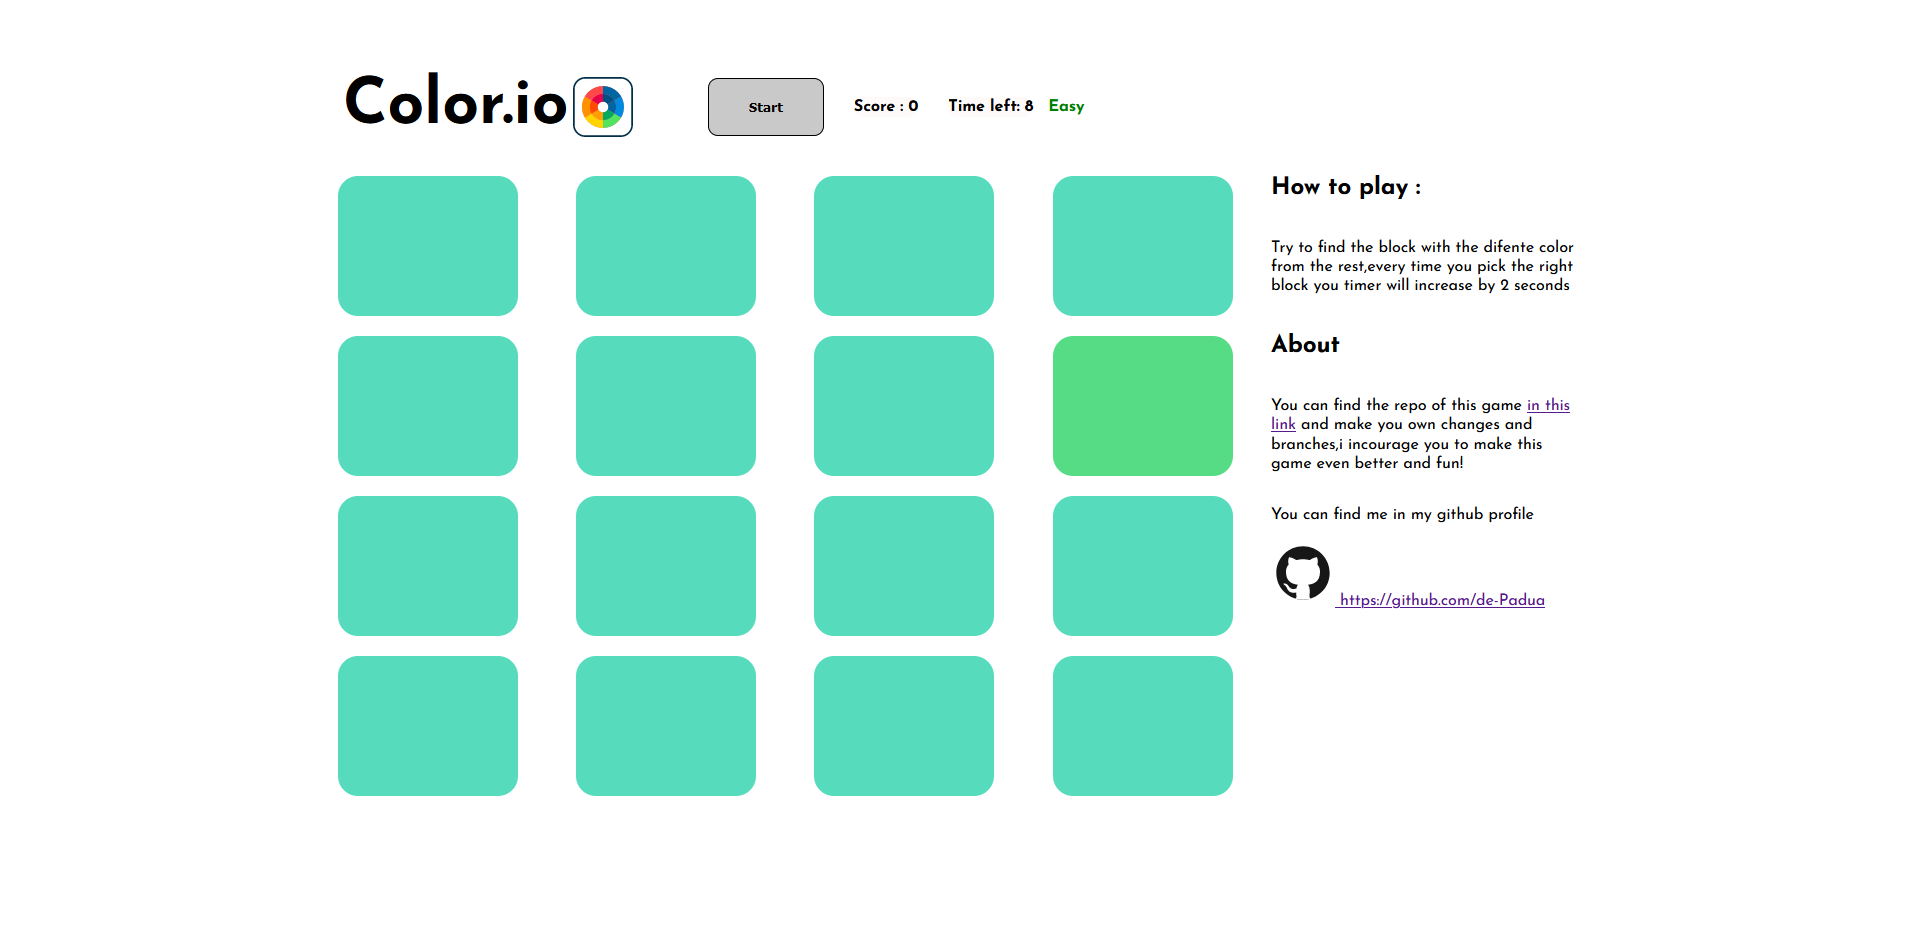 Color.io
Start
Score : 0
Time left: 8
Easy
How to play :
Try to find the block with the difente color
from the rest,every time you pick the right
block you timer will increase by 2 seconds
About
You can find the repo of this game in this
link and make you own changes and
branches,i incourage you to make this
game even better and fun!
You can find me in my github profile
https://github.com/de-Padua